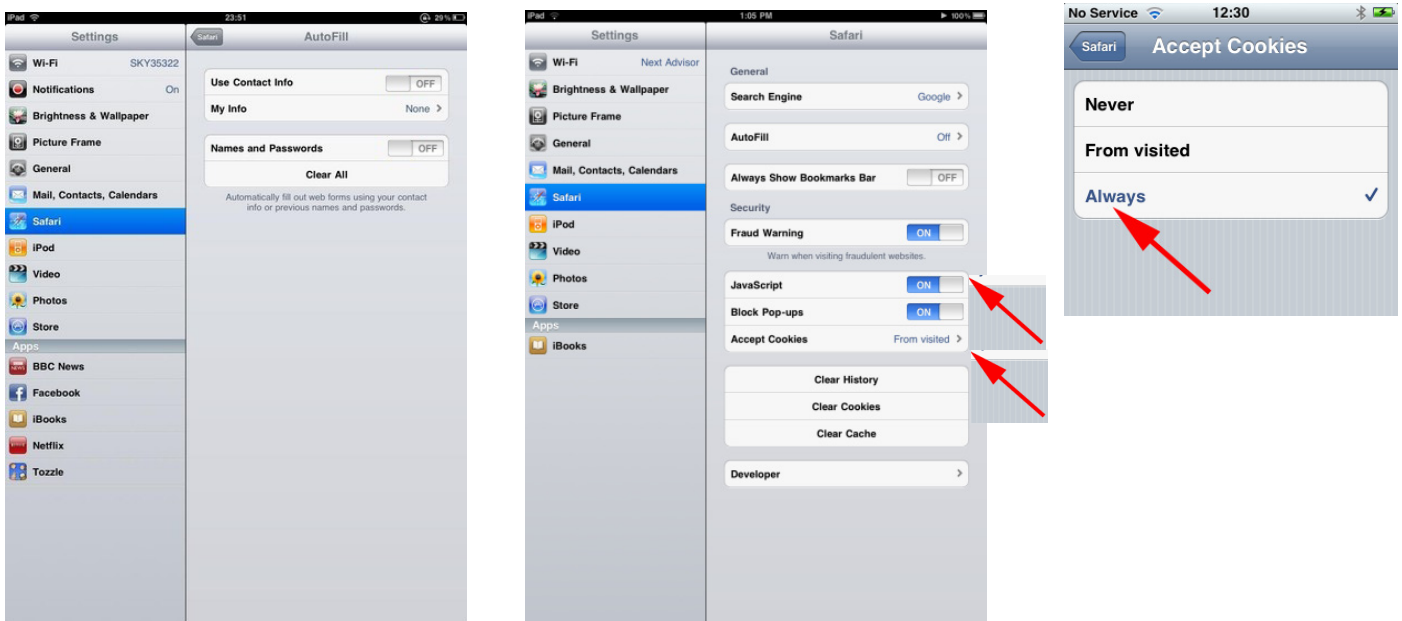 iPad 23:51 29%
Settings
Wi-Fi SKY35322
Notifications On
Brightness & Wallpaper
Picture Frame
General
Mail, Contacts, Calendars
Safari
iPod
Video
Photos
Store
Apps
BBC News
Facebook
iBooks
Netflix
Tozzle
Safari AutoFill
Use Contact Info OFF
My Info None
Names and Passwords OFF
Clear All
Automatically fill out web forms using your contact
info or previous names and passwords.
iPad 1:05 PM 100%
Settings
Wi-Fi Next Advisor
Brightness & Wallpaper
Picture Frame
General
Mail, Contacts, Calendars
Safari
iPod
Video
Photos
Store
Apps
iBooks
Safari
General
Search Engine Google
AutoFill Off
Always Show Bookmarks Bar OFF
Security
Fraud Warning ON
Warn when visiting fraudulent websites.
JavaScript ON
Block Pop-ups ON
Accept Cookies From visited
Clear History
Clear Cookies
Clear Cache
Developer
No Service 12:30
Safari Accept Cookies
Never
From visited
Always